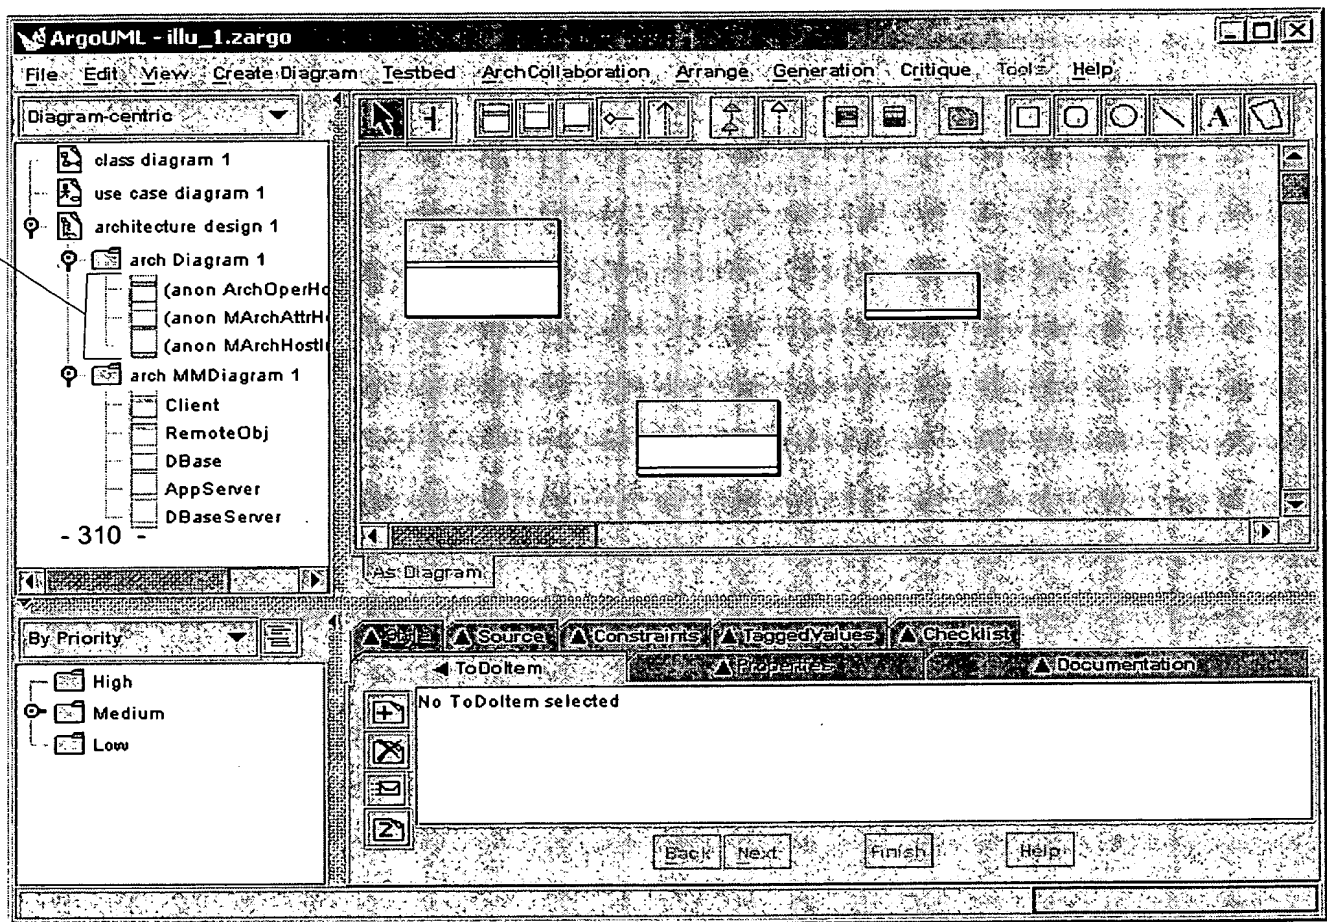 ArgoUML - illu_1.zargo
File Edit View Create Diagram Testbed ArchCollaboration Arrange Generation Critique Tools Help
Diagram-centric
A
class diagram 1
use case diagram 1
architecture design 1
arch Diagram 1
(anon ArchOperHo
(anon MArchAttrH
(anon MArchHostI
arch MMDiagram 1
Client
RemoteObj
DBase
AppServer
DBaseServer
- 310 -
As Diagram
By Priority
High
Medium
Low
Style Source Constraints TaggedValues Checklist
ToDoItem Properties Documentation
No ToDoItem selected
Back Next Finish Help